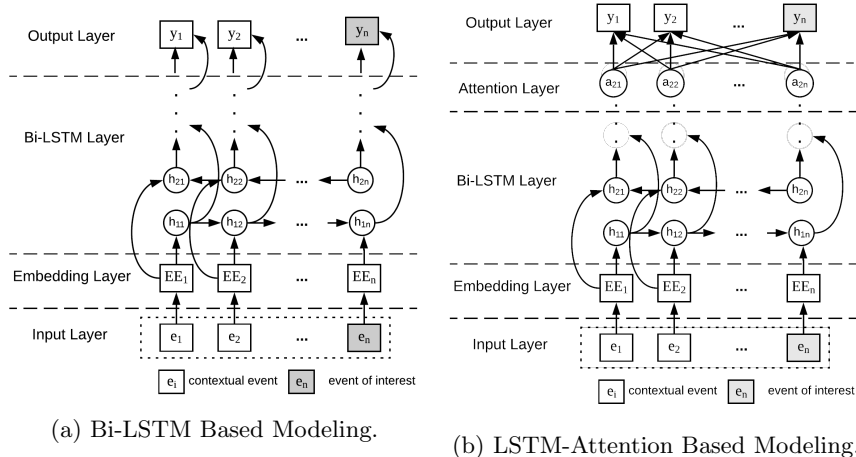 Output Layer y1 y2 ... yn
Bi-LSTM Layer
h21 h22 ... h2n
h11 h12 ... h1n
Embedding Layer EE1 EE2 ... EEn
Input Layer e1 e2 ... en
ei contextual event en event of interest
(a) Bi-LSTM Based Modeling.
Output Layer y1 y2 ... yn
Attention Layer a21 a22 ... a2n
Bi-LSTM Layer
h21 h22 ... h2n
h11 h12 ... h1n
Embedding Layer EE1 EE2 ... EEn
Input Layer e1 e2 ... en
ei contextual event en event of interest
(b) LSTM-Attention Based Modeling.